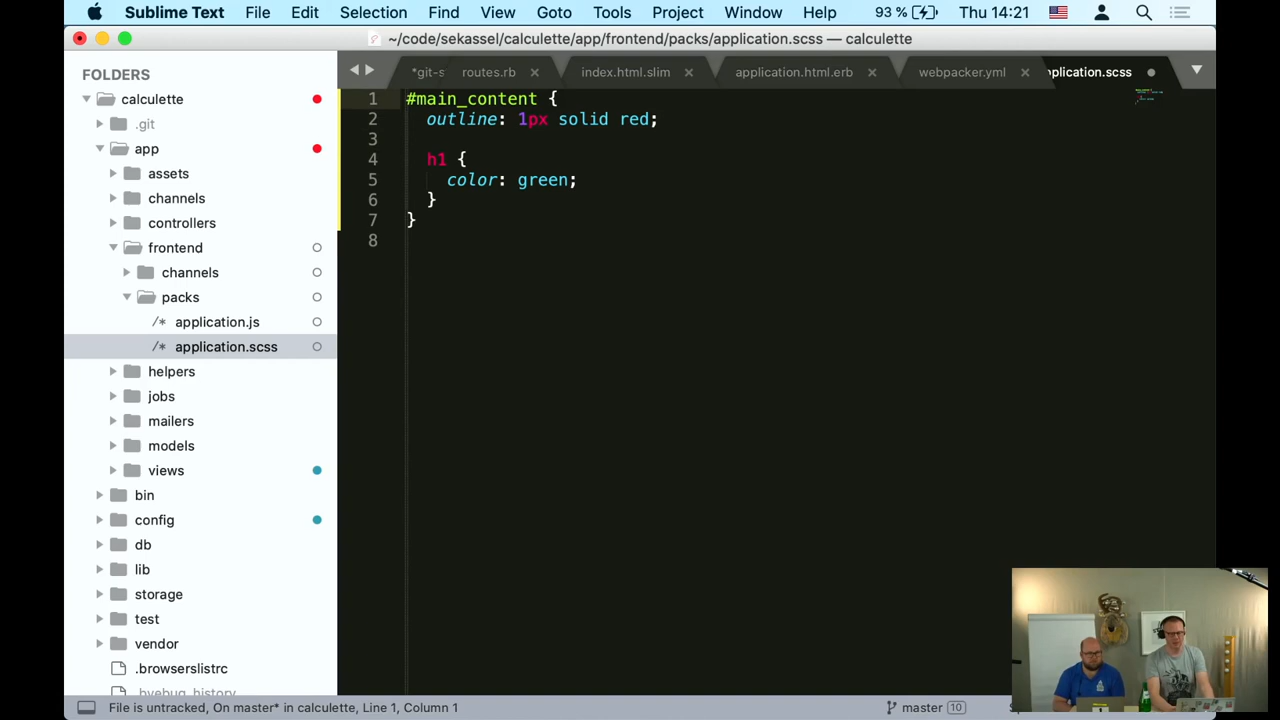 Sublime Text File Edit Selection Find View Goto Tools Project Window Help 93 % Thu 14:21
~/code/sekassel/calculette/app/frontend/packs/application.scss — calculette
*git-s routes.rb index.html.slim application.html.erb webpacker.yml pplication.scss
FOLDERS
calculette
.git
app
assets
channels
controllers
frontend
channels
packs
/* application.js
/* application.scss
helpers
jobs
mailers
models
views
bin
config
db
lib
storage
test
vendor
.browserslistrc
.byebug_history
1 #main_content {
2 outline: 1px solid red;
3
4 h1 {
5 color: green;
6 }
7 }
8
File is untracked, On master* in calculette, Line 1, Column 1
master 10